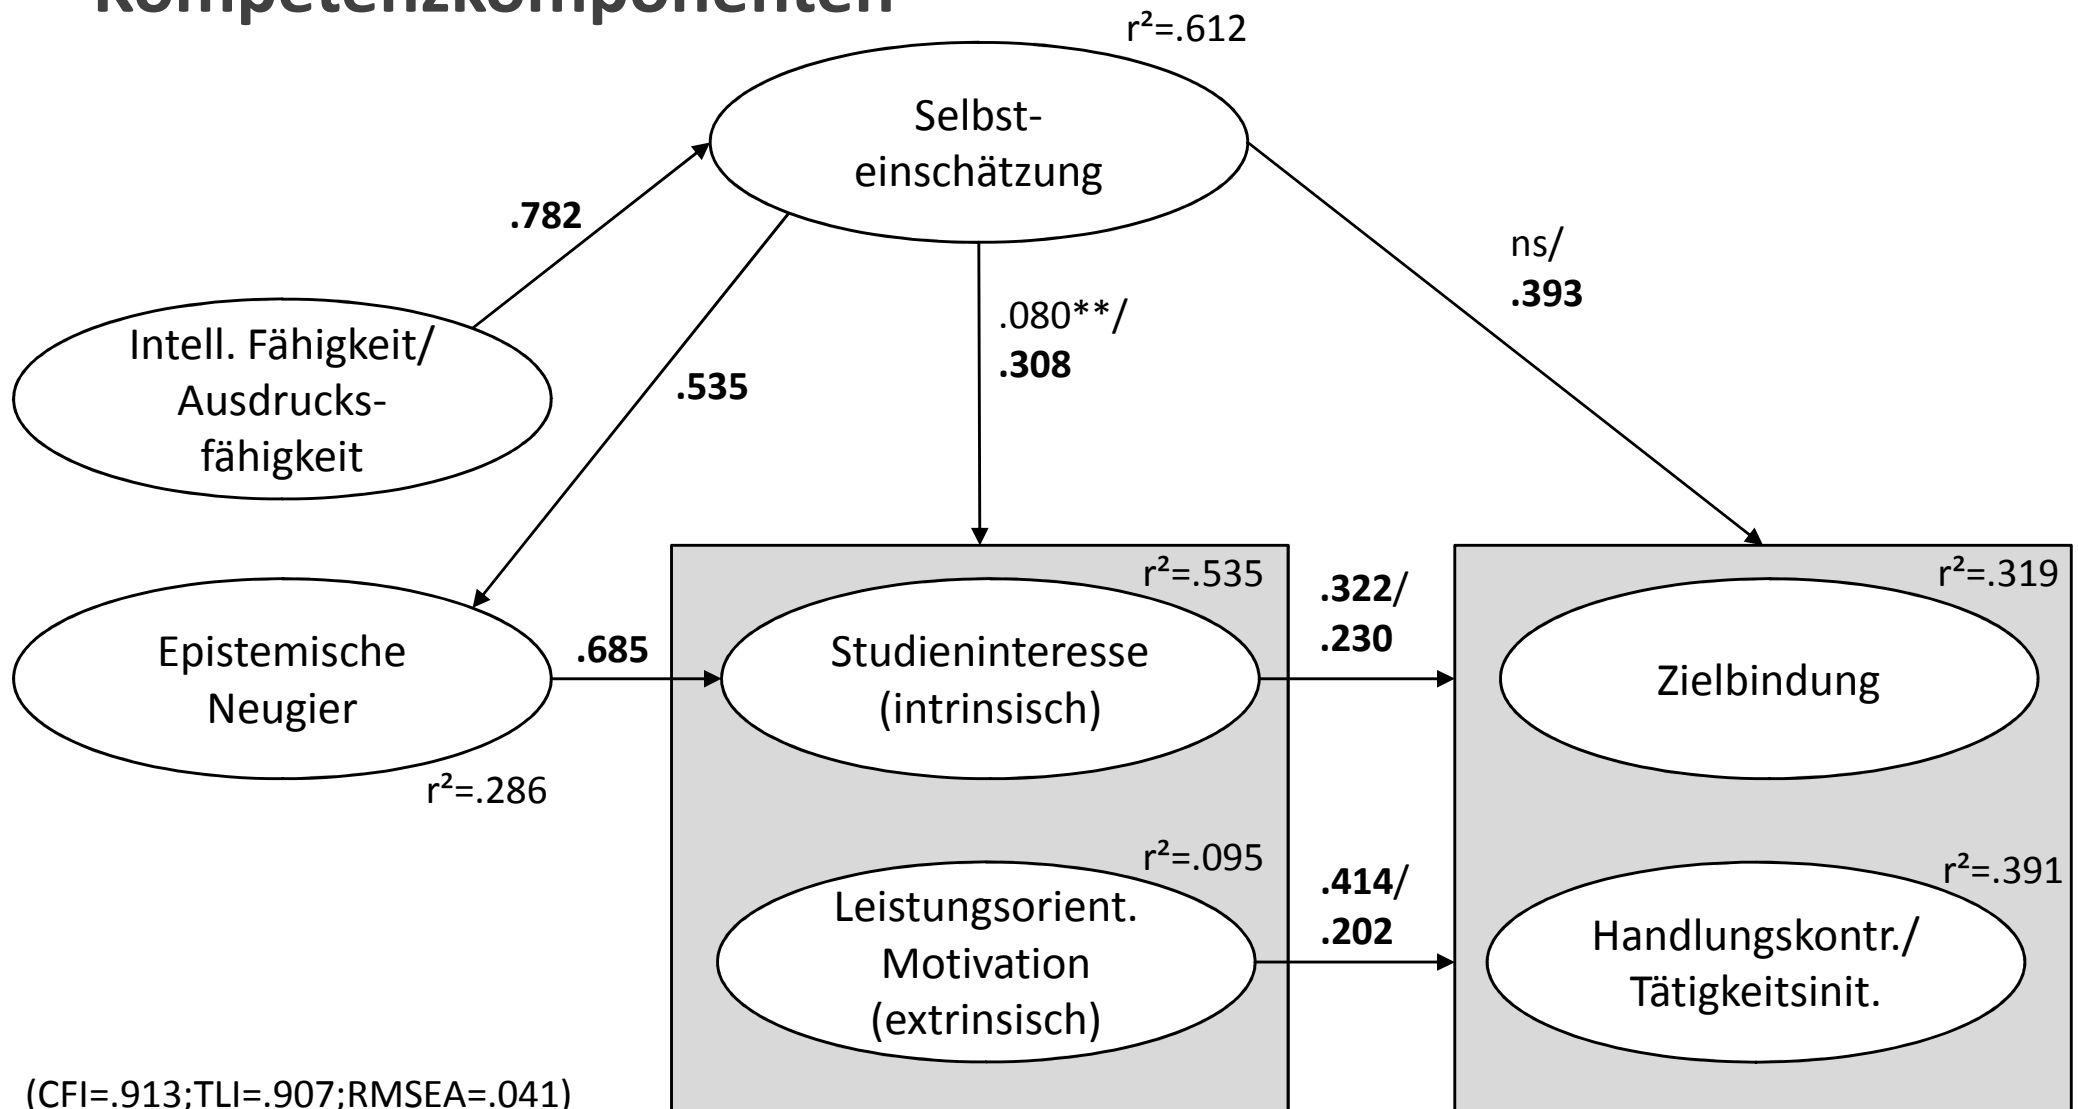 Kompetenzkomponenten
r²=.612
Selbst-
einschätzung
.782
ns/
.393
.080**/
.308
Intell. Fähigkeit/
Ausdrucks-
fähigkeit
.535
r²=.535
.322/
.230
r²=.319
Epistemische
Neugier
.685
Studieninteresse
(intrinsisch)
Zielbindung
r²=.286
r²=.095
.414/
.202
r²=.391
Leistungsorient.
Motivation
(extrinsisch)
Handlungskontr./
Tätigkeitsinit.
(CFI=.913;TLI=.907;RMSEA=.041)